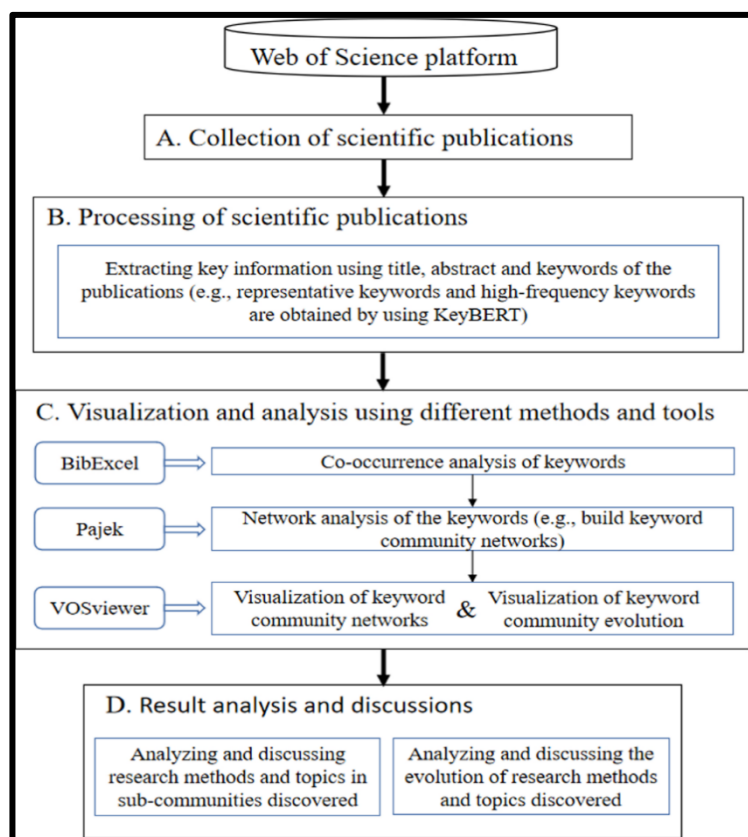 Web of Science platform
A. Collection of scientific publications
B. Processing of scientific publications
Extracting key information using title, abstract and keywords of the
publications (e.g., representative keywords and high-frequency keywords
are obtained by using KeyBERT)
C. Visualization and analysis using different methods and tools
BibExcel
Co-occurrence analysis of keywords
Pajek
Network analysis of the keywords (e.g., build keyword
community networks)
VOSviewer
Visualization of keyword
community networks
&
Visualization of keyword
community evolution
D. Result analysis and discussions
Analyzing and discussing
research methods and topics in
sub-communities discovered
Analyzing and discussing the
evolution of research methods
and topics discovered